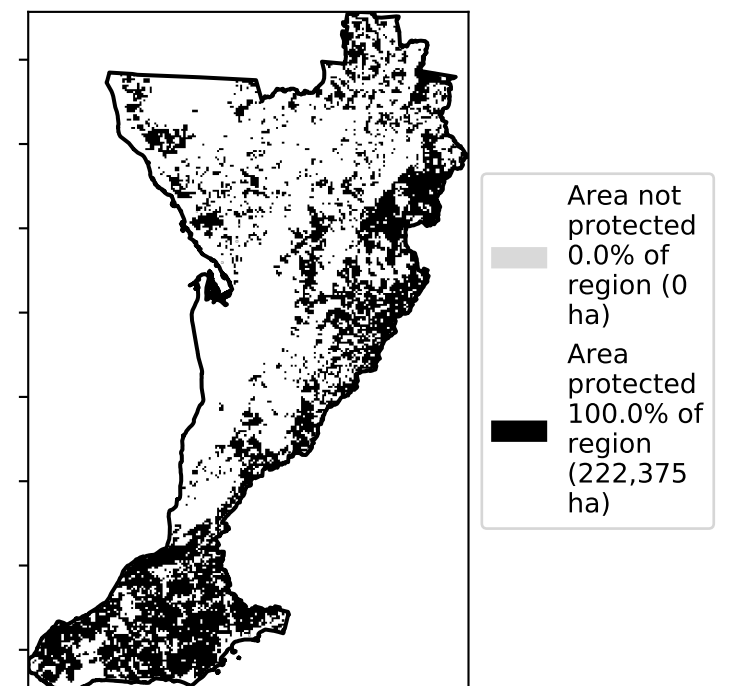 Area not
protected
0.0% of
region (0
ha)
Area
protected
100.0% of
region
(222,375
ha)